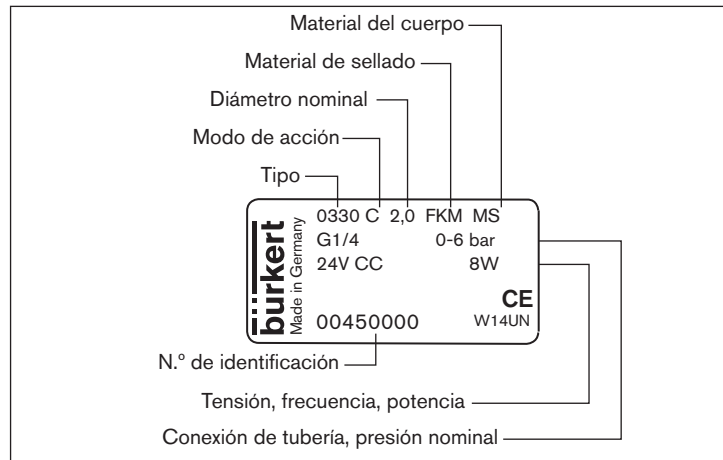 Material del cuerpo
Material de sellado
Diámetro nominal
Modo de acción
Tipo
bürkert
Made in Germany
0330 C 2,0 FKM MS
G1/4 0-6 bar
24V CC 8W
CE
00450000 W14UN
N.º de identificación
Tensión, frecuencia, potencia
Conexión de tubería, presión nominal